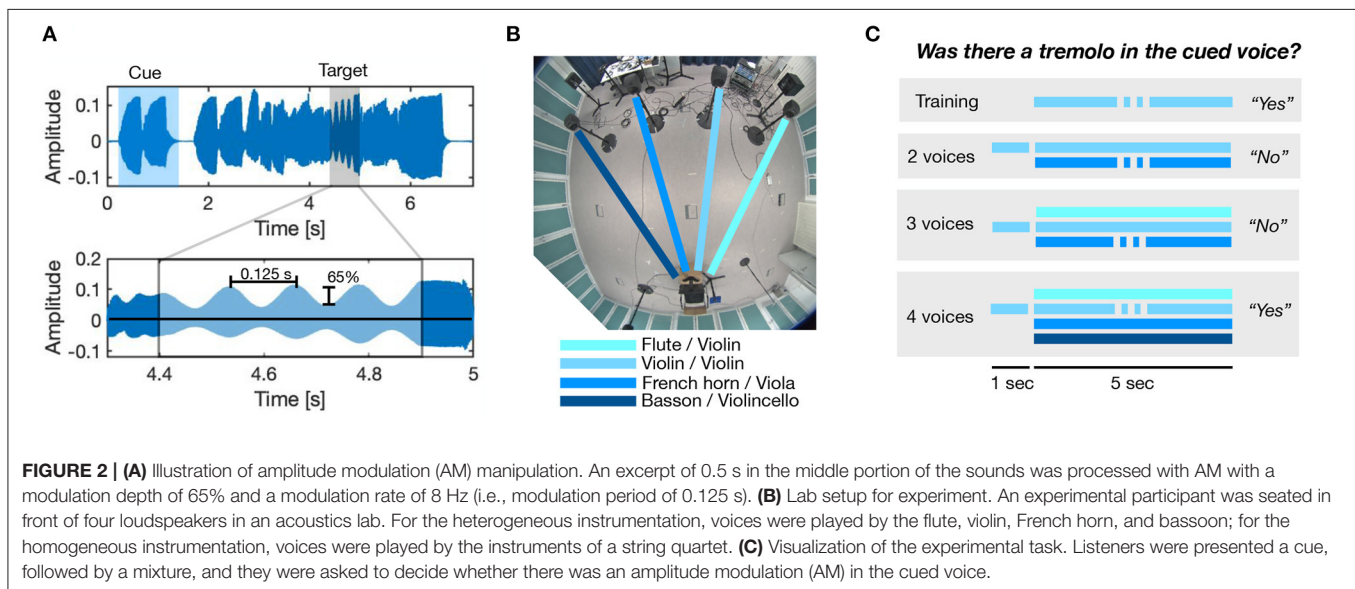 A
Cue
Target
Amplitude
0.1
0
-0.1
0
2
4
6
Time [s]
0.2
0.1
0
-0.1
Amplitude
0.125 s
65%
4.4
4.6
4.8
5
Time [s]
B
Flute / Violin
Violin / Violin
French horn / Viola
Basson / Violincello
C
Was there a tremolo in the cued voice?
Training
“Yes”
2 voices
“No”
3 voices
“No”
4 voices
“Yes”
1 sec
5 sec
FIGURE 2 | (A) Illustration of amplitude modulation (AM) manipulation. An excerpt of 0.5 s in the middle portion of the sounds was processed with AM with a
modulation depth of 65% and a modulation rate of 8 Hz (i.e., modulation period of 0.125 s). (B) Lab setup for experiment. An experimental participant was seated in
front of four loudspeakers in an acoustics lab. For the heterogeneous instrumentation, voices were played by the flute, violin, French horn, and bassoon; for the
homogeneous instrumentation, voices were played by the instruments of a string quartet. (C) Visualization of the experimental task. Listeners were presented a cue,
followed by a mixture, and they were asked to decide whether there was an amplitude modulation (AM) in the cued voice.